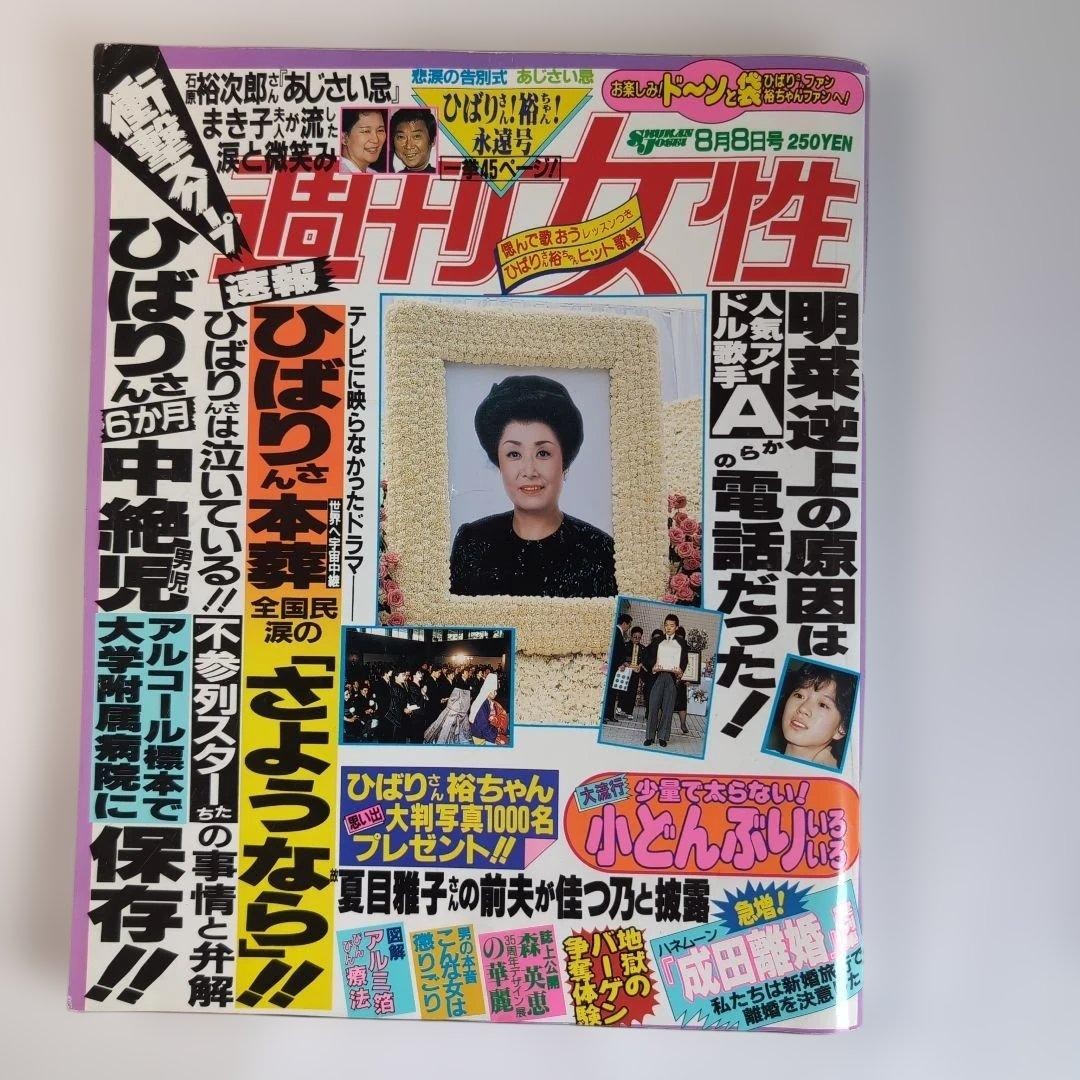 衝撃スクープ
石原裕次郎さん『あじさい忌』
まき子夫人が流した
涙と微笑み
悲涙の告別式 あじさい忌
ひばりさん!裕ちゃん!
永遠号
一挙45ページ!
お楽しみ!ドーンと袋ひばりさんファン
裕ちゃんファンへ!
SHUKAN
JOSEI
8月8日号 250YEN
週刊女性
偲んで歌おうレッスンつき
ひばりさん裕ちゃんヒット歌集
明菜逆上の原因は
人気アイドル歌手Aからの電話だった!
テレビに映らなかったドラマ――
速報
ひばりさん本葬
世界へ宇宙中継
全国民
涙の
「さようなら」!!
ひばりさんは泣いている!!
不参列スターたちの事情と弁解
ひばりさん
6か月
中絶児
男児
アルコール標本で
大学附属病院に
保存!!
ひばりさん裕ちゃん
思い出
大判写真1000名
プレゼント!!
大流行
少量で太らない!
小どんぶりいろいろ
故夏目雅子さんの前夫が佳つ乃と披露
急増!
ハネムーン
「成田離婚」
私たちは新婚旅行で
離婚を決意した
地獄の
バーゲン
争奪体験
誌上公開
森英恵
35周年デザイン展
の華麗
男の本音
こんな女は
懲りごり
図解
アルミ箔
びんびん療法